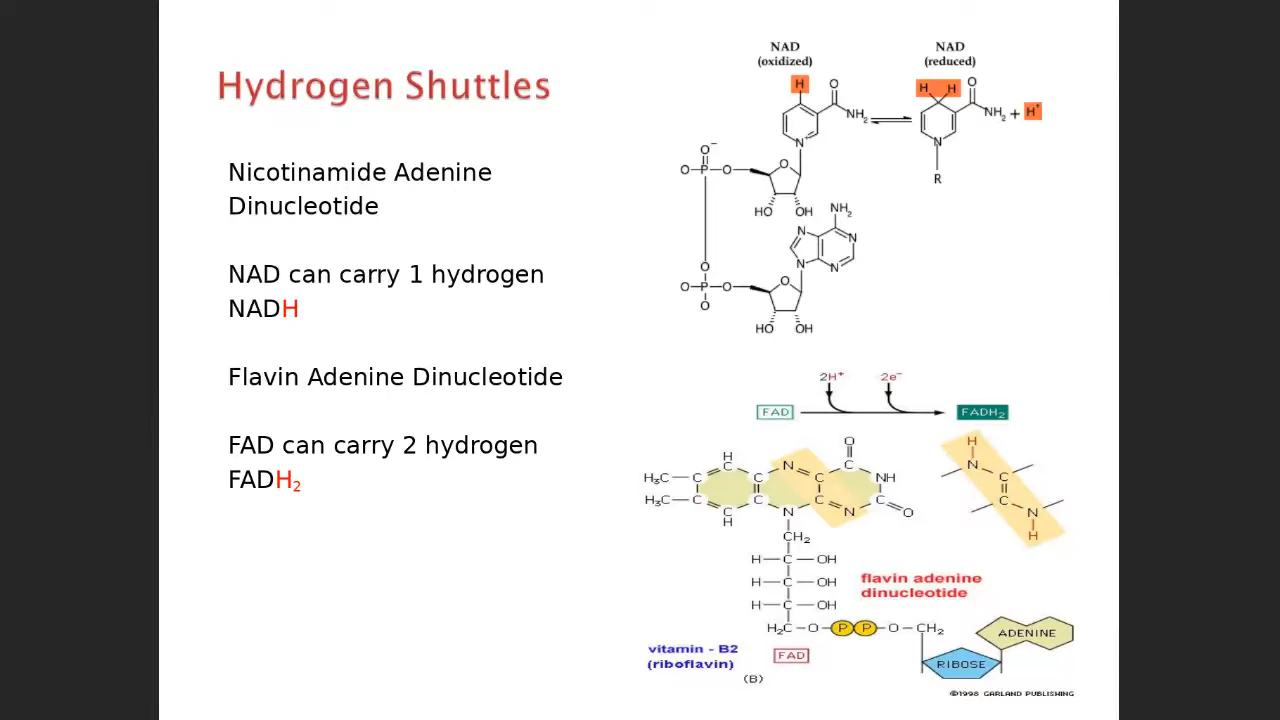 Hydrogen Shuttles
Nicotinamide Adenine
Dinucleotide
NAD can carry 1 hydrogen
NADH
Flavin Adenine Dinucleotide
FAD can carry 2 hydrogen
FADH₂
NAD
(oxidized)
NAD
(reduced)
H
O
NH₂
N⁺
H H
O
NH₂
+ H⁺
N
R
O⁻
O P O
O
HO OH
NH₂
N N
N N
O
O P O
O
O
HO OH
2H⁺ 2e⁻
FAD
FADH₂
O
H
C N C
H₃C C C NH
H₃C C C C C
C N N O
H
CH₂
H C OH
H C OH
H C OH
H₂C O P P O CH₂
H
N
C
C
N
H
flavin adenine
dinucleotide
ADENINE
RIBOSE
vitamin - B2
(riboflavin)
FAD
(B)
©1998 GARLAND PUBLISHING